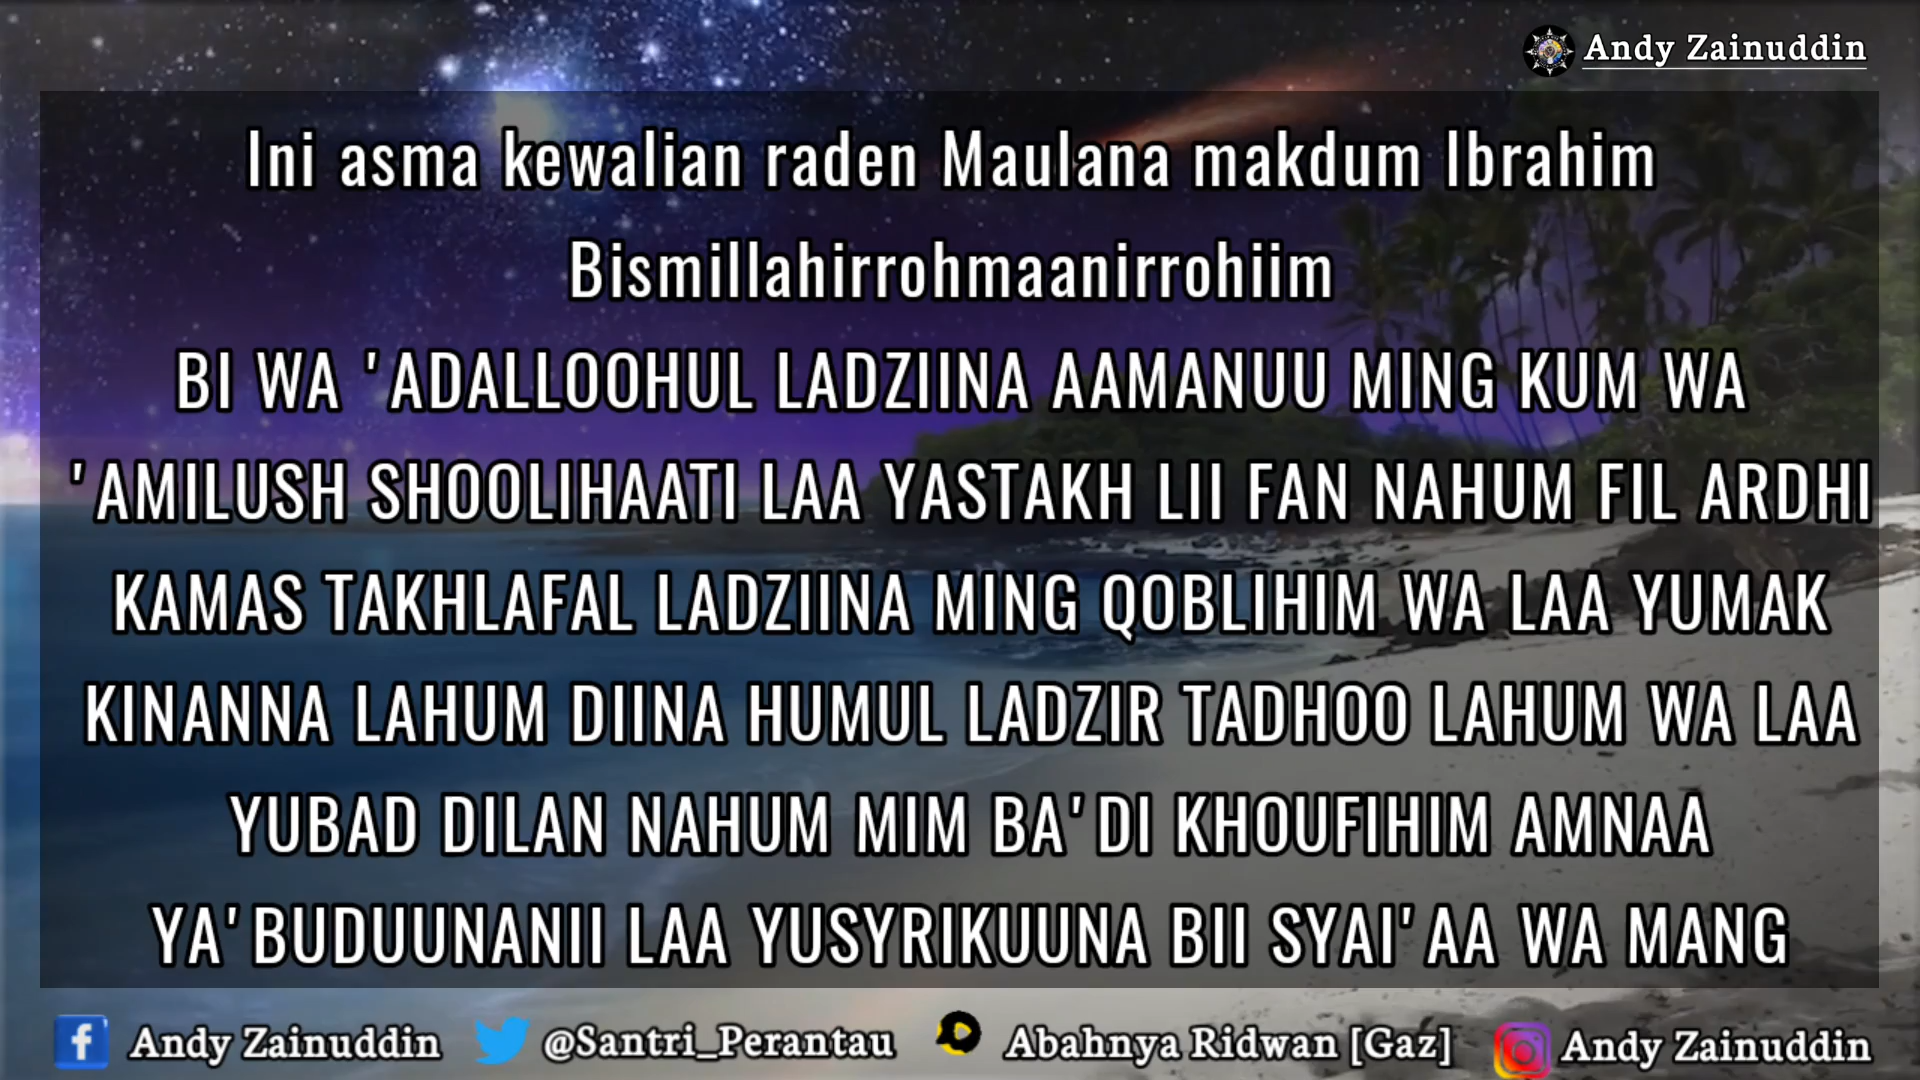 Andy Zainuddin
Ini asma kewalian raden Maulana makdum Ibrahim
Bismillahirrohmaanirrohiim
BI WA 'ADALLOOHUL LADZIINA AAMANUU MING KUM WA
'AMILUSH SHOOLIHAATI LAA YASTAKH LII FAN NAHUM FIL ARDHI
KAMAS TAKHLAFAL LADZIINA MING QOBLIHIM WA LAA YUMAK
KINANNA LAHUM DIINA HUMUL LADZIR TADHOO LAHUM WA LAA
YUBAD DILAN NAHUM MIM BA'DI KHOUFIHIM AMNAA
YA'BUDUUNANII LAA YUSYRIKUUNA BII SYAI'AA WA MANG
f Andy Zainuddin @Santri_Perantau Abahnya Ridwan [Gaz] Andy Zainuddin